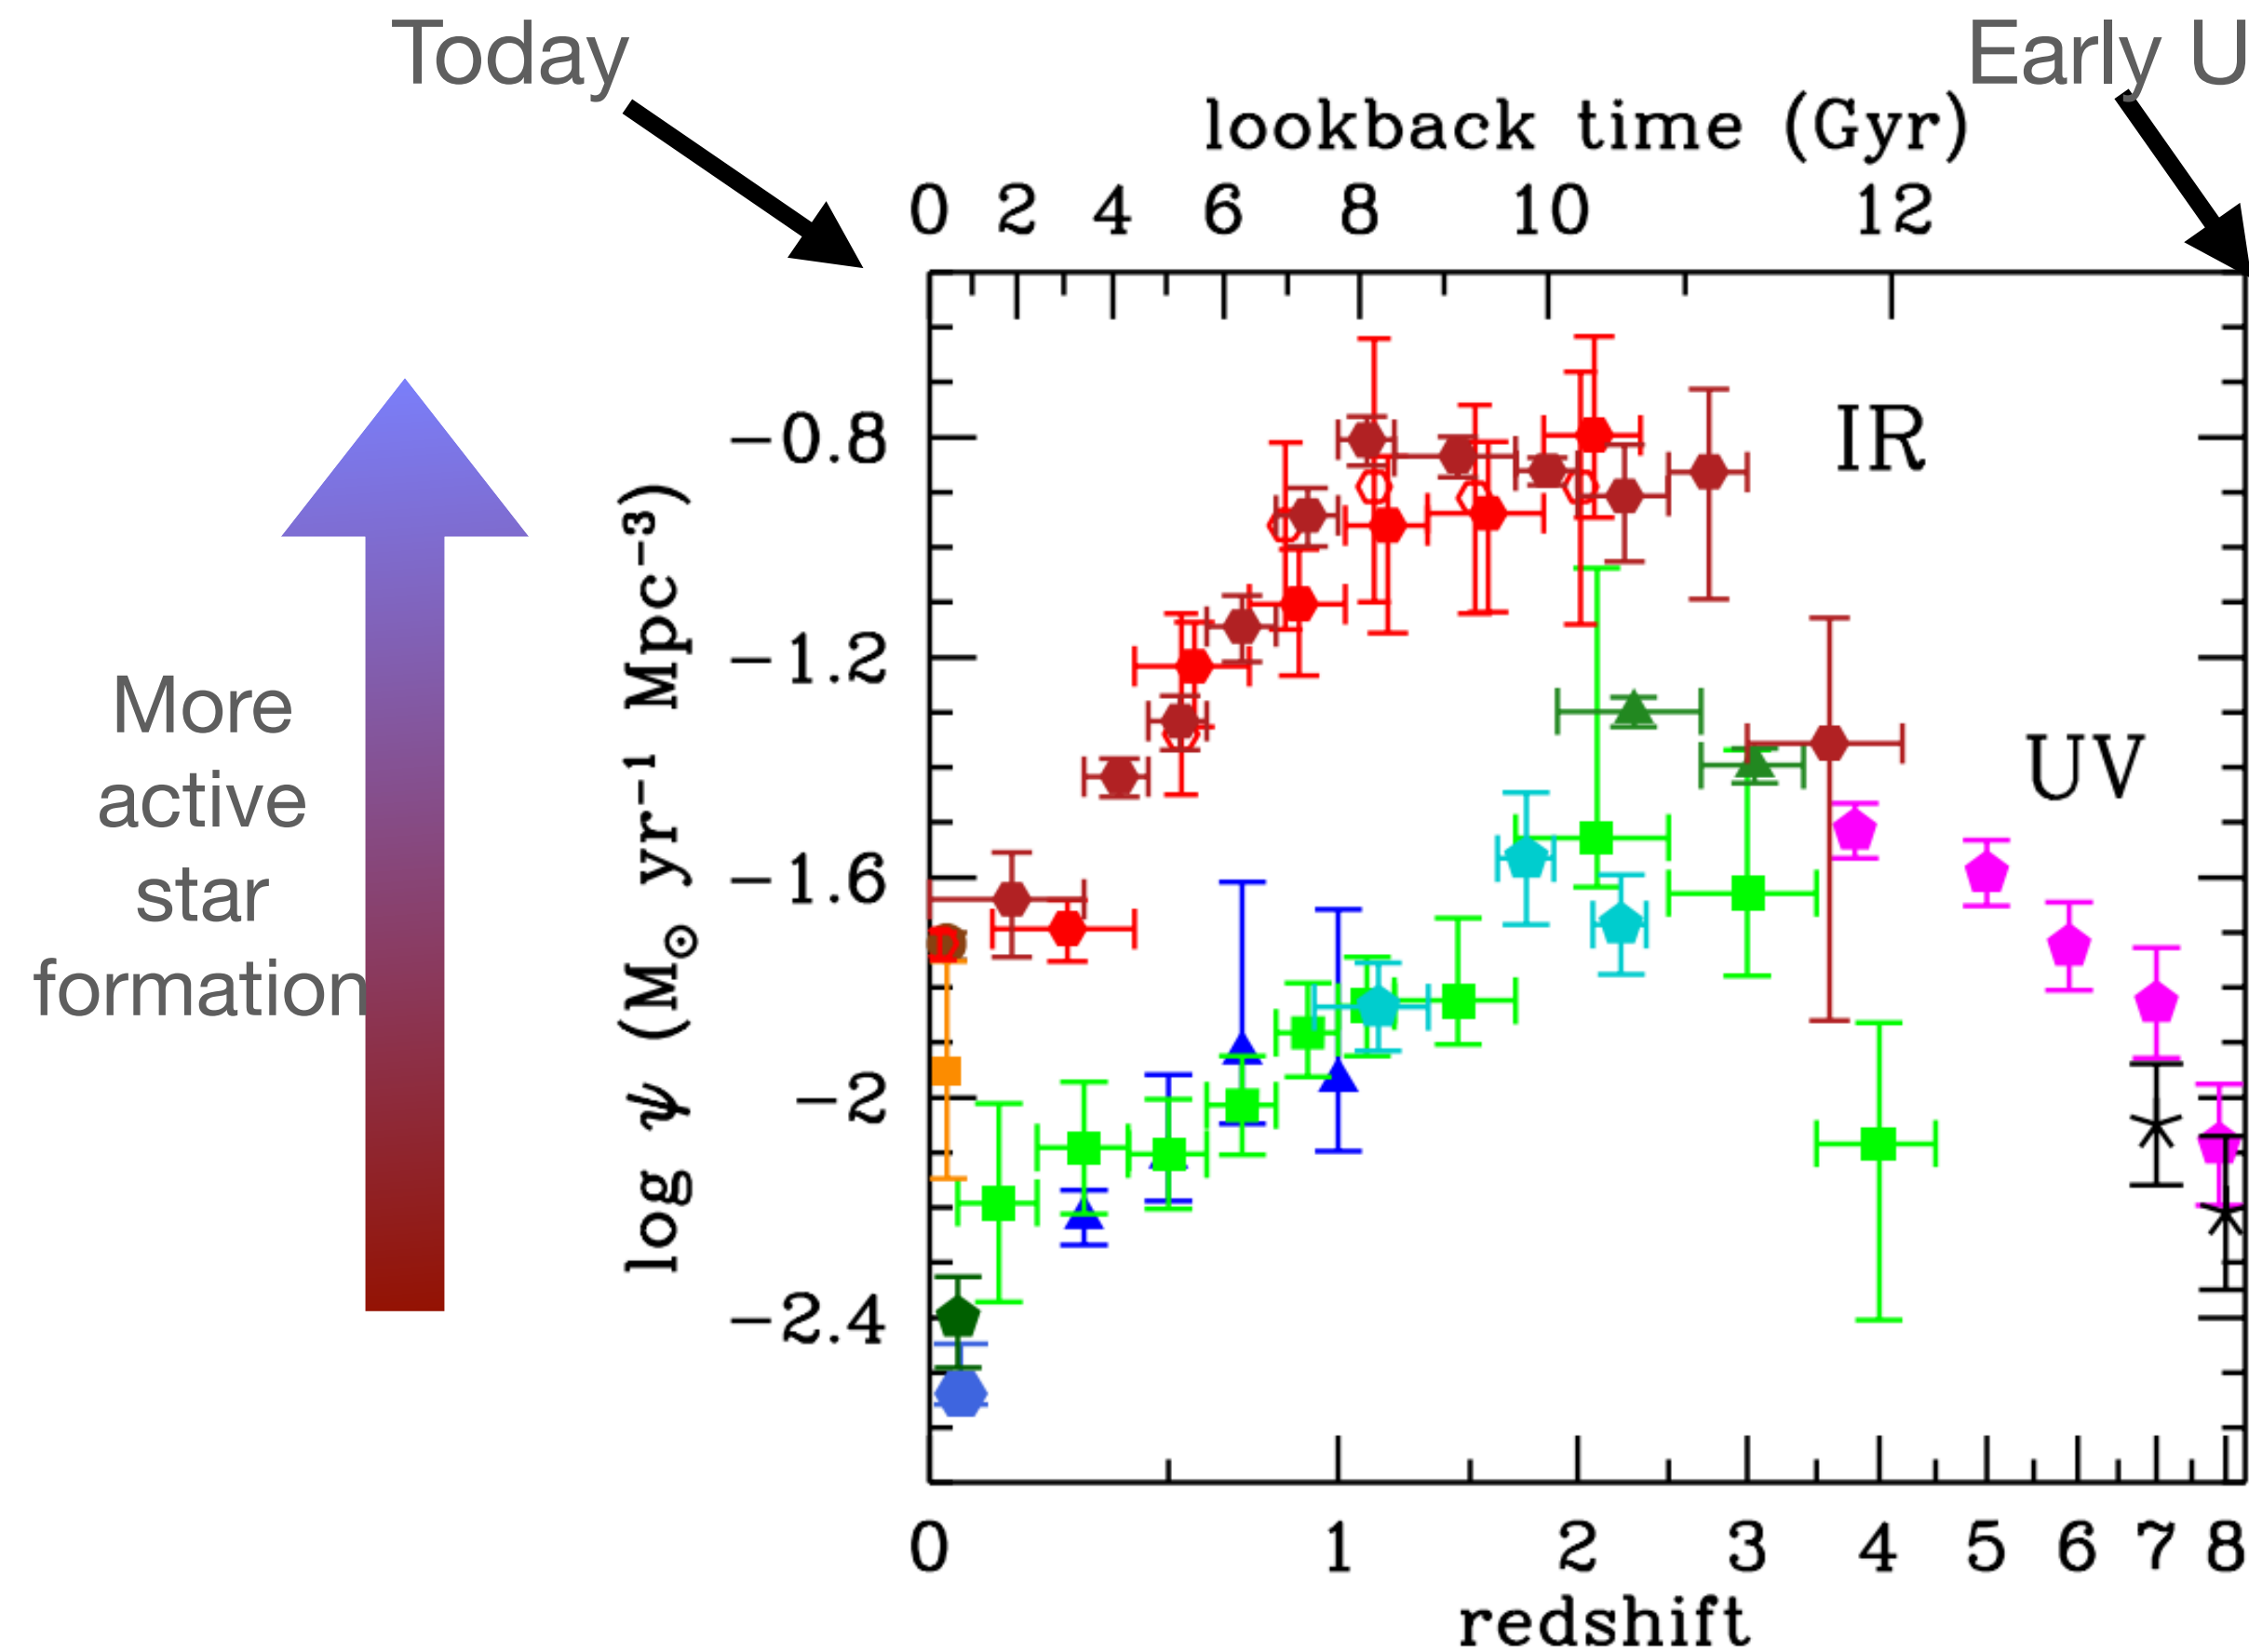 Today
Early U
lookback time (Gyr)
0 2 4 6 8 10 12
−0.8
−1.2
−1.6
−2
−2.4
log ψ (M⊙ yr⁻¹ Mpc⁻³)
IR
UV
More
active
star
formation
0 1 2 3 4 5 6 7 8
redshift